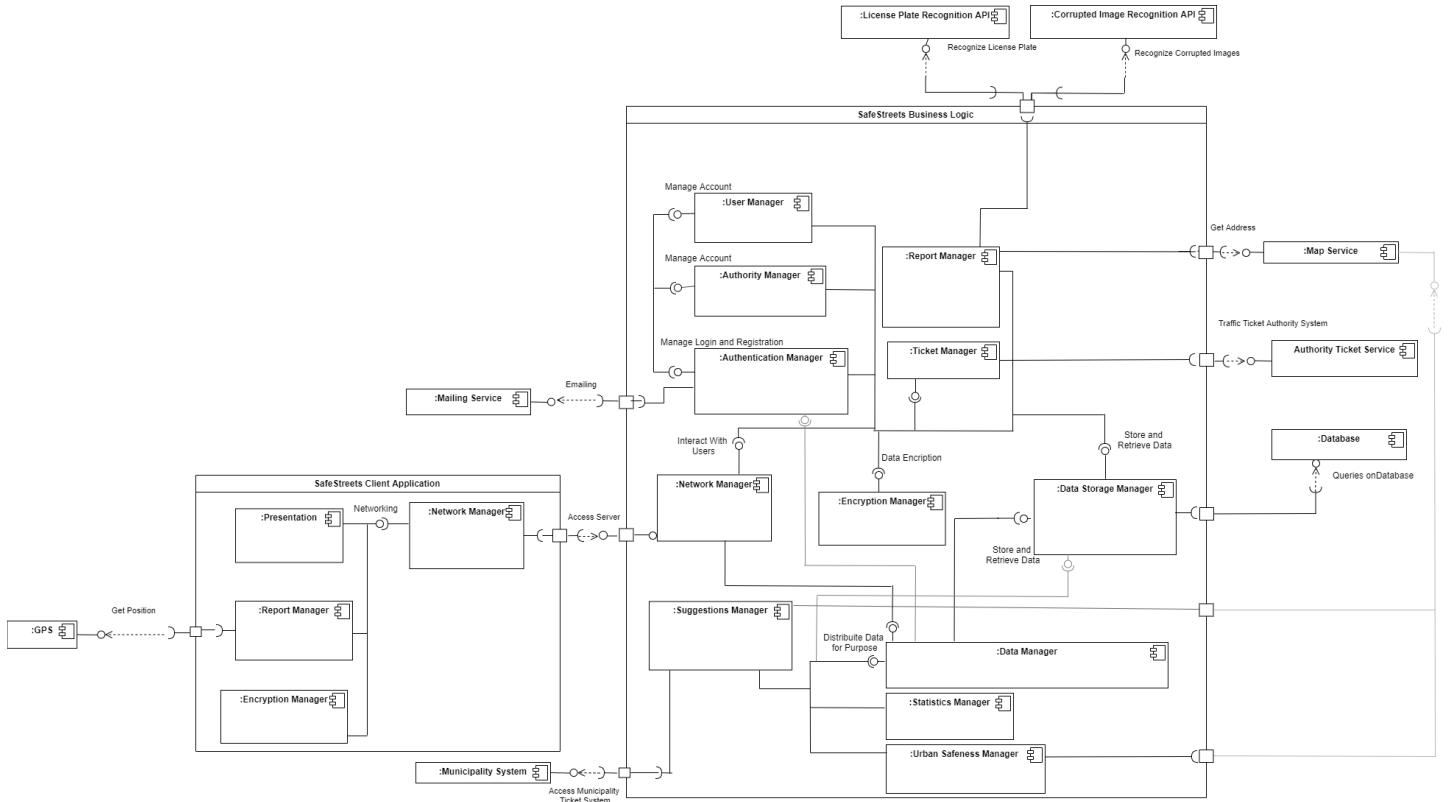 :License Plate Recognition API
:Corrupted Image Recognition API
Recognize License Plate
Recognize Corrupted Images
SafeStreets Business Logic
Manage Account
:User Manager
Get Address
:Report Manager
:Map Service
Manage Account
:Authority Manager
Traffic Ticket Authority System
Manage Login and Registration
:Authentication Manager
:Ticket Manager
Authority Ticket Service
Emailing
:Mailing Service
Interact With
Users
Store and
Retrieve Data
:Database
Data Encription
Queries onDatabase
SafeStreets Client Application
:Network Manager
:Data Storage Manager
:Encryption Manager
Networking
:Presentation
:Network Manager
Access Server
Store and
Retrieve Data
Get Position
:Report Manager
:Suggestions Manager
:GPS
Distribuite Data
for Purpose
:Data Manager
:Encryption Manager
:Statistics Manager
:Urban Safeness Manager
:Municipality System
Access Municipality
Ticket System